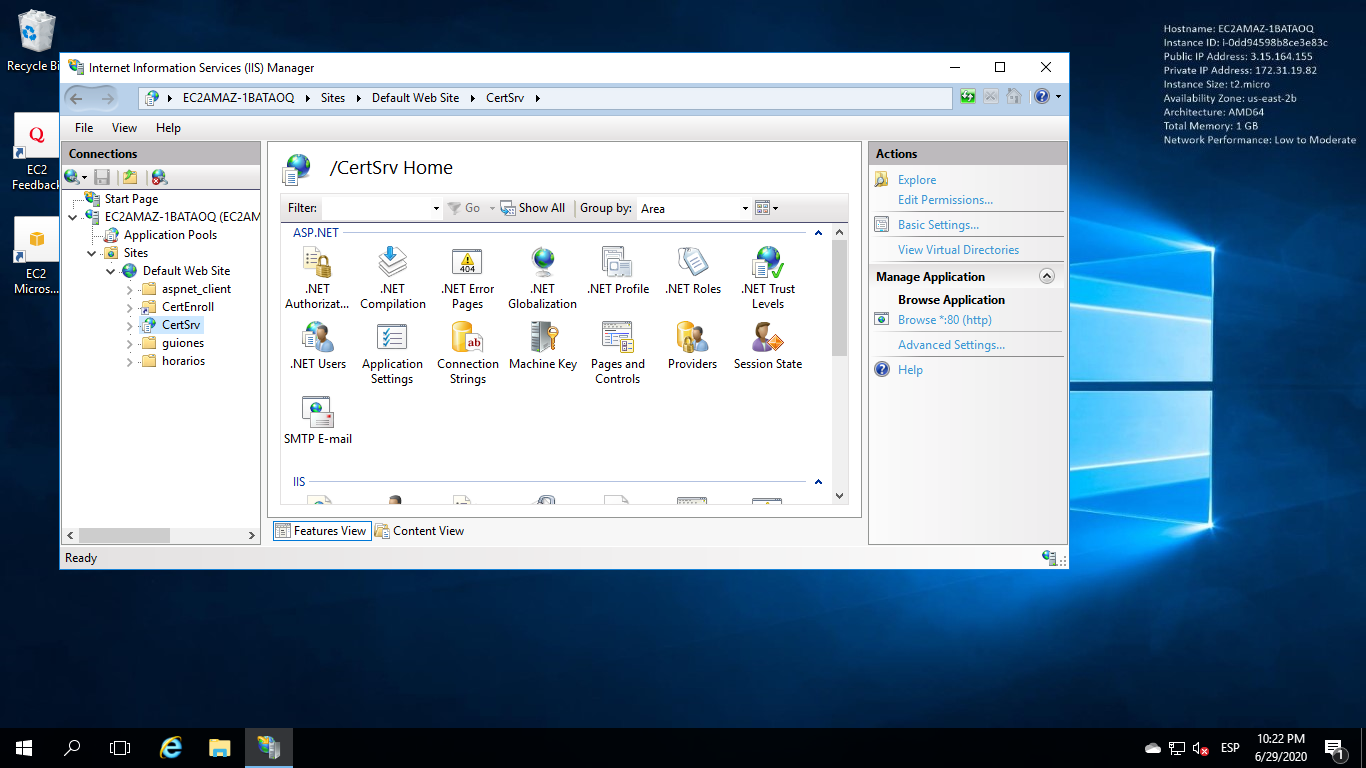 Recycle Bi
EC2
Feedback
EC2
Micros...
Hostname: EC2AMAZ-1BATAOQ
Instance ID: i-0dd94598b8ce3e83c
Public IP Address: 3.15.164.155
Private IP Address: 172.31.19.82
Instance Size: t2.micro
Availability Zone: us-east-2b
Architecture: AMD64
Total Memory: 1 GB
Network Performance: Low to Moderate
Internet Information Services (IIS) Manager
EC2AMAZ-1BATAOQ Sites Default Web Site CertSrv
File View Help
Connections
Start Page
EC2AMAZ-1BATAOQ (EC2AM
Application Pools
Sites
Default Web Site
aspnet_client
CertEnroll
CertSrv
guiones
horarios
/CertSrv Home
Filter: Go Show All Group by: Area
ASP.NET
.NET Authorizat...
.NET Compilation
404
.NET Error Pages
.NET Globalization
.NET Profile
.NET Roles
.NET Trust Levels
.NET Users
Application Settings
ab
Connection Strings
Machine Key
Pages and Controls
Providers
Session State
SMTP E-mail
IIS
Features View Content View
Actions
Explore
Edit Permissions...
Basic Settings...
View Virtual Directories
Manage Application
Browse Application
Browse *:80 (http)
Advanced Settings...
Help
Ready
ESP
10:22 PM
6/29/2020
1